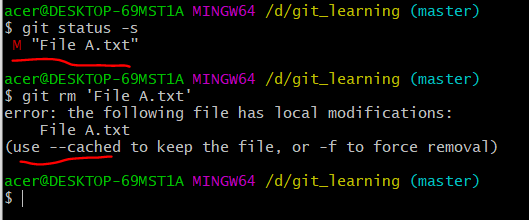 acer@DESKTOP-69MST1A MINGW64 /d/git_learning (master)
$ git status -s
 M "File A.txt"
acer@DESKTOP-69MST1A MINGW64 /d/git_learning (master)
$ git rm 'File A.txt'
error: the following file has local modifications:
    File A.txt
(use --cached to keep the file, or -f to force removal)
acer@DESKTOP-69MST1A MINGW64 /d/git_learning (master)
$